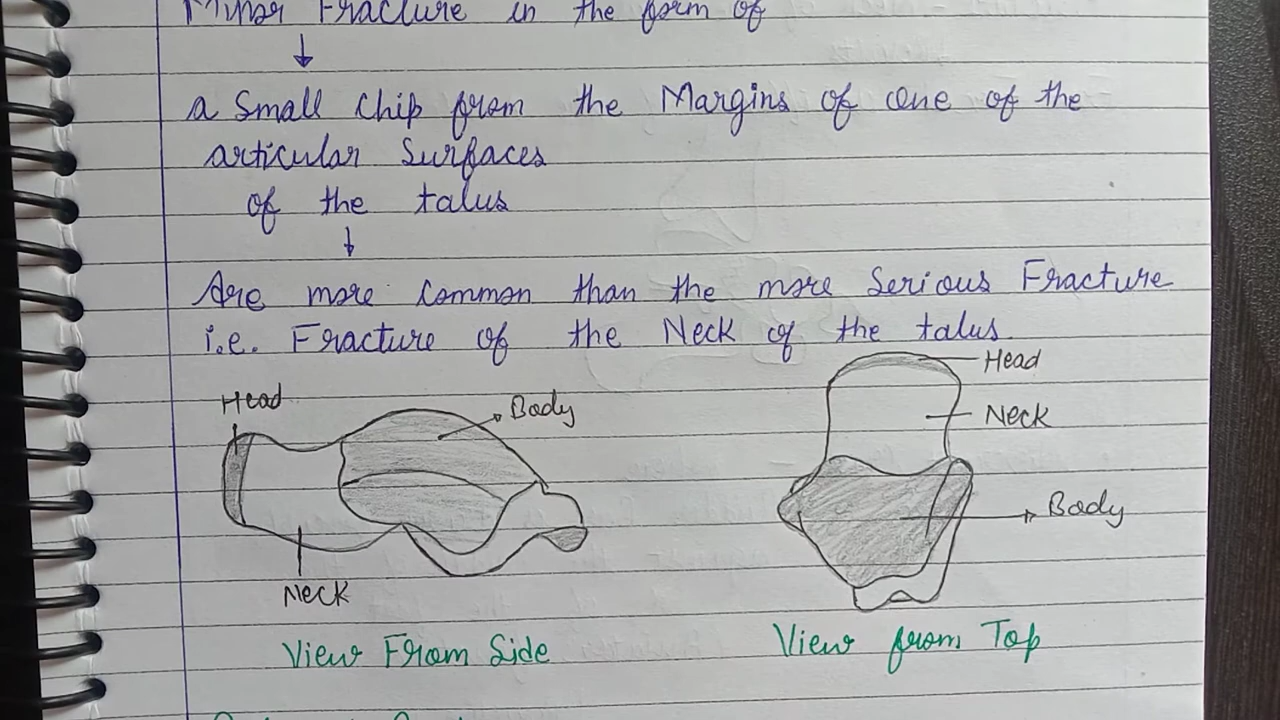 Minor Fracture in the form of
↓
a Small chip from the Margins of one of the
articular Surfaces
of the talus
↓
Are more common than the more Serious Fracture
i.e. Fracture of the Neck of the talus
Head
Body
Neck
View From Side
Head
Neck
Body
View from Top